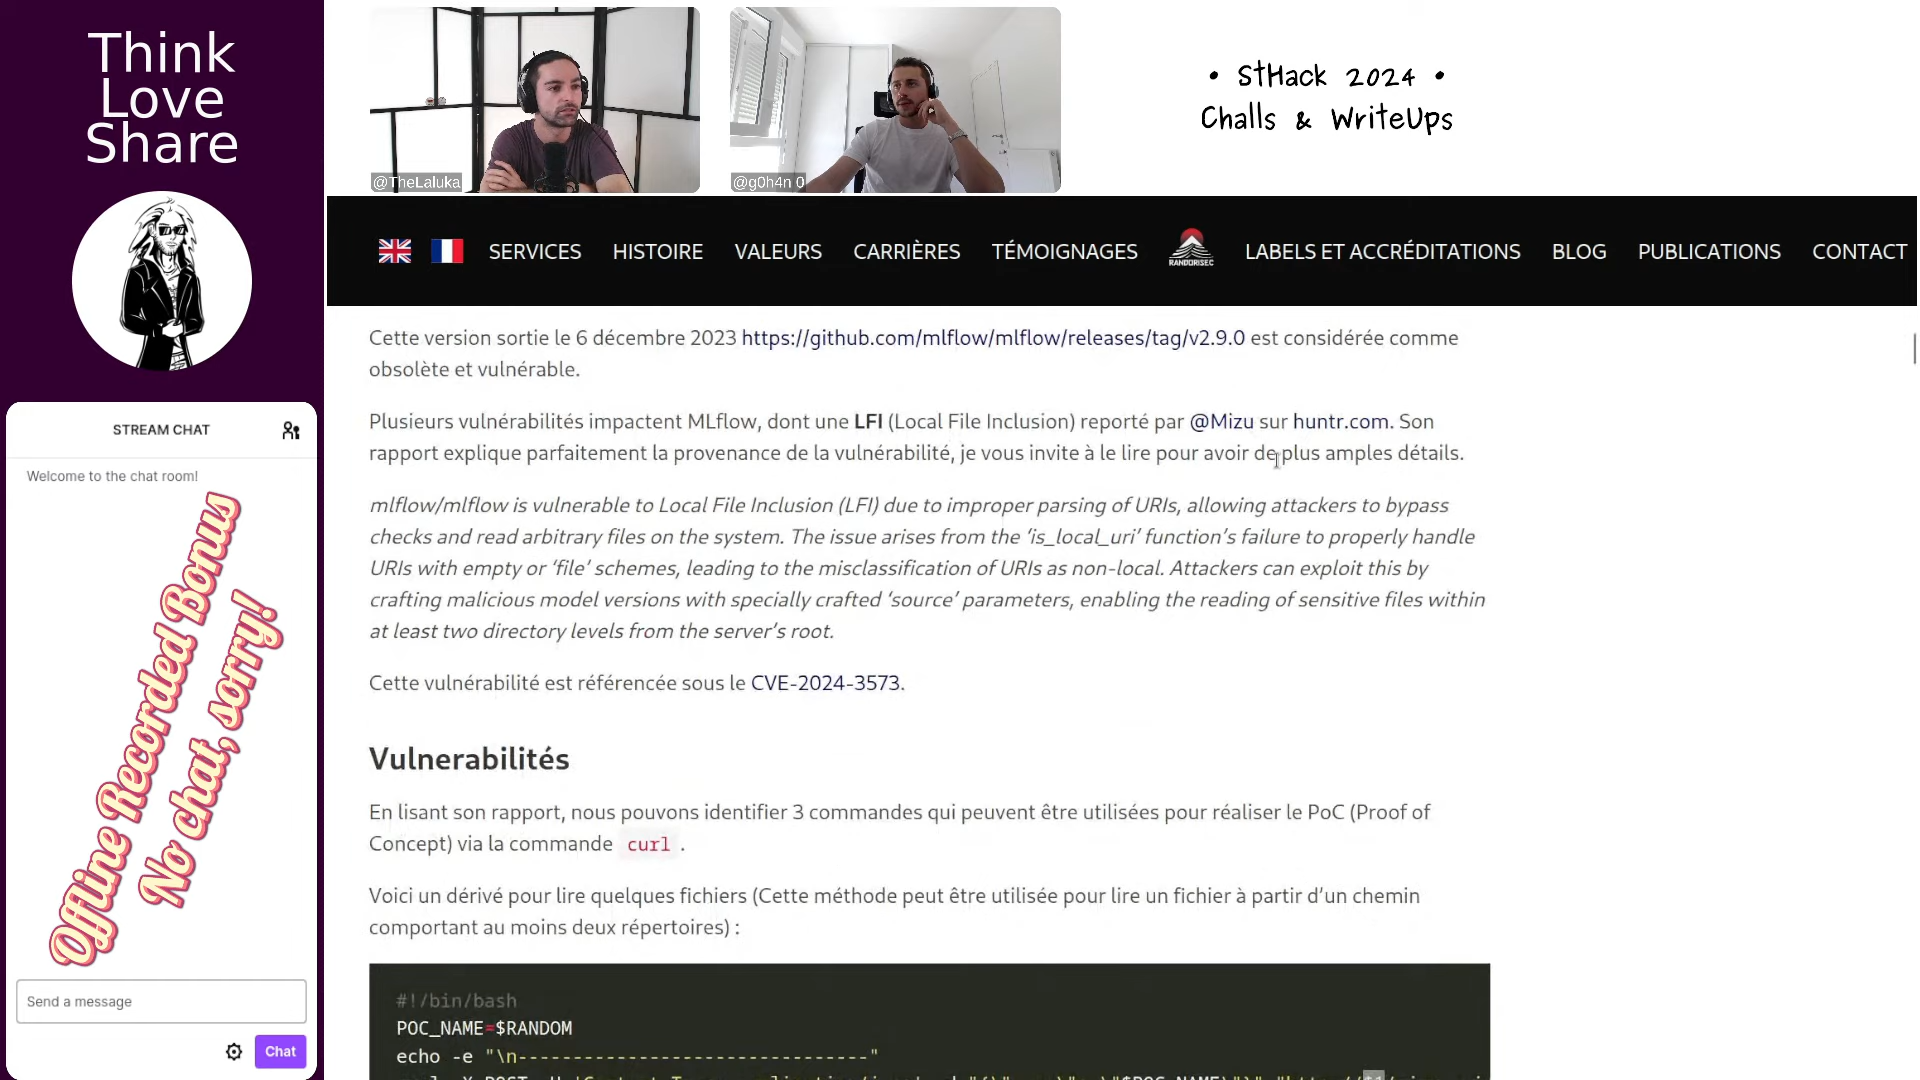 Think
Love
Share
@TheLaluka
@g0h4n 0
• StHack 2024 •
Challs & WriteUps
SERVICES HISTOIRE VALEURS CARRIÈRES TÉMOIGNAGES RANDORISEC LABELS ET ACCRÉDITATIONS BLOG PUBLICATIONS CONTACT
Cette version sortie le 6 décembre 2023 https://github.com/mlflow/mlflow/releases/tag/v2.9.0 est considérée comme
obsolète et vulnérable.
Plusieurs vulnérabilités impactent MLflow, dont une LFI (Local File Inclusion) reporté par @Mizu sur huntr.com. Son
rapport explique parfaitement la provenance de la vulnérabilité, je vous invite à le lire pour avoir de plus amples détails.
mlflow/mlflow is vulnerable to Local File Inclusion (LFI) due to improper parsing of URIs, allowing attackers to bypass
checks and read arbitrary files on the system. The issue arises from the ‘is_local_uri’ function’s failure to properly handle
URIs with empty or ‘file’ schemes, leading to the misclassification of URIs as non-local. Attackers can exploit this by
crafting malicious model versions with specially crafted ‘source’ parameters, enabling the reading of sensitive files within
at least two directory levels from the server’s root.
Cette vulnérabilité est référencée sous le CVE-2024-3573.
Vulnerabilités
En lisant son rapport, nous pouvons identifier 3 commandes qui peuvent être utilisées pour réaliser le PoC (Proof of
Concept) via la commande curl .
Voici un dérivé pour lire quelques fichiers (Cette méthode peut être utilisée pour lire un fichier à partir d’un chemin
comportant au moins deux répertoires) :
#!/bin/bash
POC_NAME=$RANDOM
echo -e "\n--------------------------------"
STREAM CHAT
Welcome to the chat room!
Offline Recorded Bonus
No chat, sorry!
Send a message
Chat